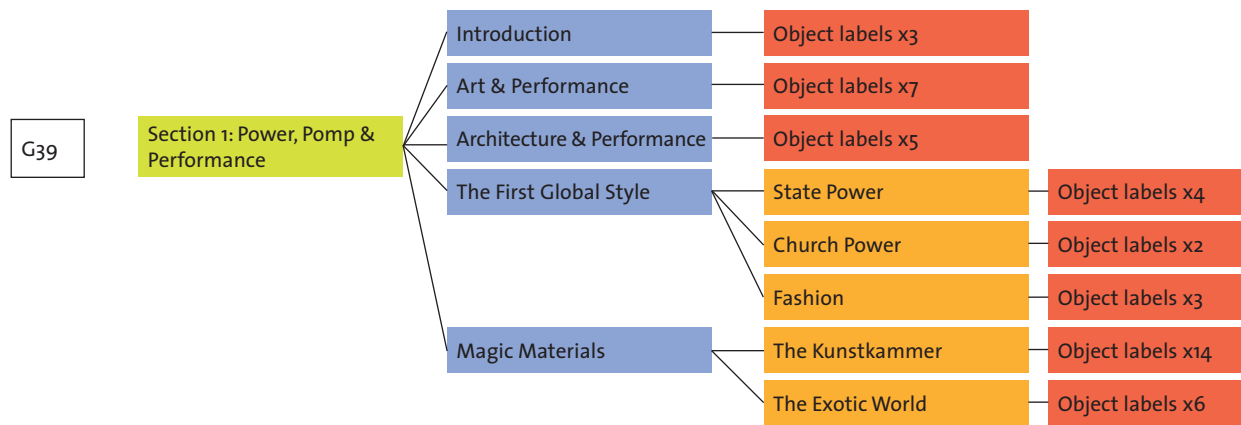 G39
Section 1: Power, Pomp &
Performance
Introduction
Object labels x3
Art & Performance
Object labels x7
Architecture & Performance
Object labels x5
The First Global Style
State Power
Object labels x4
Church Power
Object labels x2
Fashion
Object labels x3
Magic Materials
The Kunstkammer
Object labels x14
The Exotic World
Object labels x6